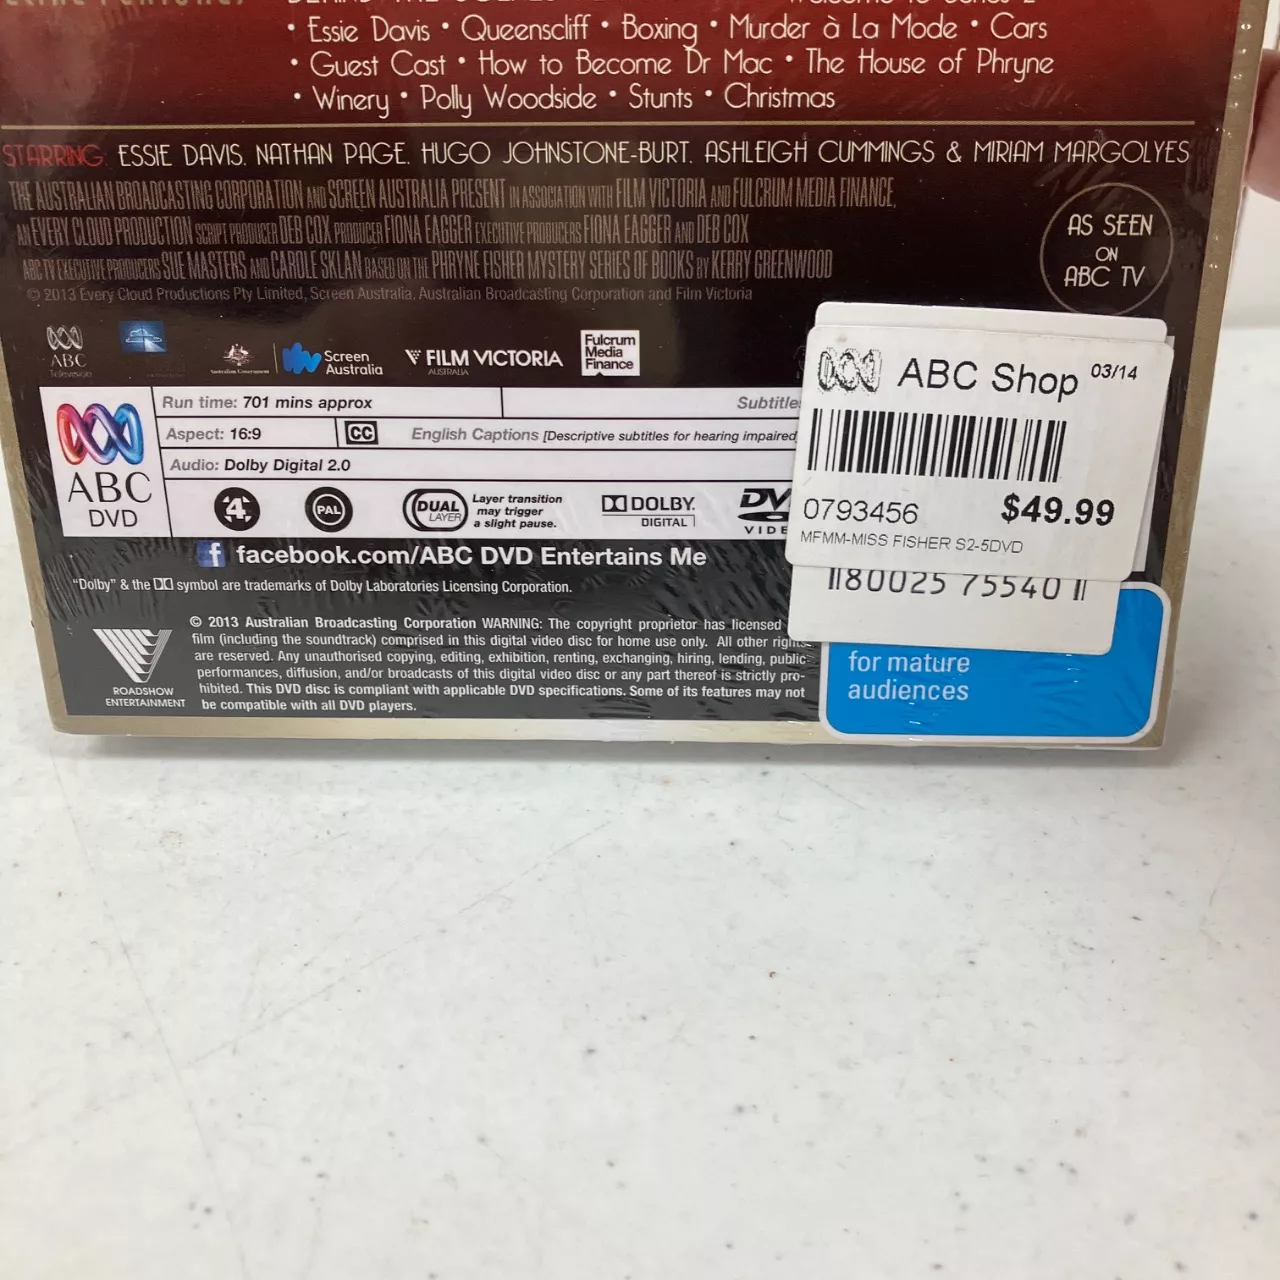 • Essie Davis • Queenscliff • Boxing • Murder à La Mode • Cars
• Guest Cast • How to Become Dr Mac • The House of Phryne
• Winery • Polly Woodside • Stunts • Christmas
STARRING: ESSIE DAVIS, NATHAN PAGE, HUGO JOHNSTONE-BURT, ASHLEIGH CUMMINGS & MIRIAM MARGOLYES
THE AUSTRALIAN BROADCASTING CORPORATION AND SCREEN AUSTRALIA PRESENT IN ASSOCIATION WITH FILM VICTORIA AND FULCRUM MEDIA FINANCE,
AN EVERY CLOUD PRODUCTION SCRIPT PRODUCER DEB COX PRODUCER FIONA EAGGER EXECUTIVE PRODUCERS FIONA EAGGER AND DEB COX
ABC TV EXECUTIVE PRODUCERS SUE MASTERS AND CAROLE SKLAN BASED ON THE PHRYNE FISHER MYSTERY SERIES OF BOOKS BY KERRY GREENWOOD
© 2013 Every Cloud Productions Pty Limited, Screen Australia, Australian Broadcasting Corporation and Film Victoria
AS SEEN
ON
ABC TV
ABC
Television
Australian Government
Screen
Australia
FILM VICTORIA
AUSTRALIA
Fulcrum
Media
Finance
ABC
DVD
Run time: 701 mins approx
Subtitle
Aspect: 16:9
CC
English Captions [Descriptive subtitles for hearing impaired
Audio: Dolby Digital 2.0
4
PAL
DUAL
LAYER
Layer transition
may trigger
a slight pause.
DOLBY.
DIGITAL
DV
VIDE
ABC Shop 03/14
0793456 $49.99
MFMM-MISS FISHER S2-5DVD
80025 75540
f facebook.com/ABC DVD Entertains Me
"Dolby" & the DD symbol are trademarks of Dolby Laboratories Licensing Corporation.
ROADSHOW
ENTERTAINMENT
© 2013 Australian Broadcasting Corporation WARNING: The copyright proprietor has licensed
film (including the soundtrack) comprised in this digital video disc for home use only. All other rights
are reserved. Any unauthorised copying, editing, exhibition, renting, exchanging, hiring, lending, public
performances, diffusion, and/or broadcasts of this digital video disc or any part thereof is strictly pro-
hibited. This DVD disc is compliant with applicable DVD specifications. Some of its features may not
be compatible with all DVD players.
for mature
audiences